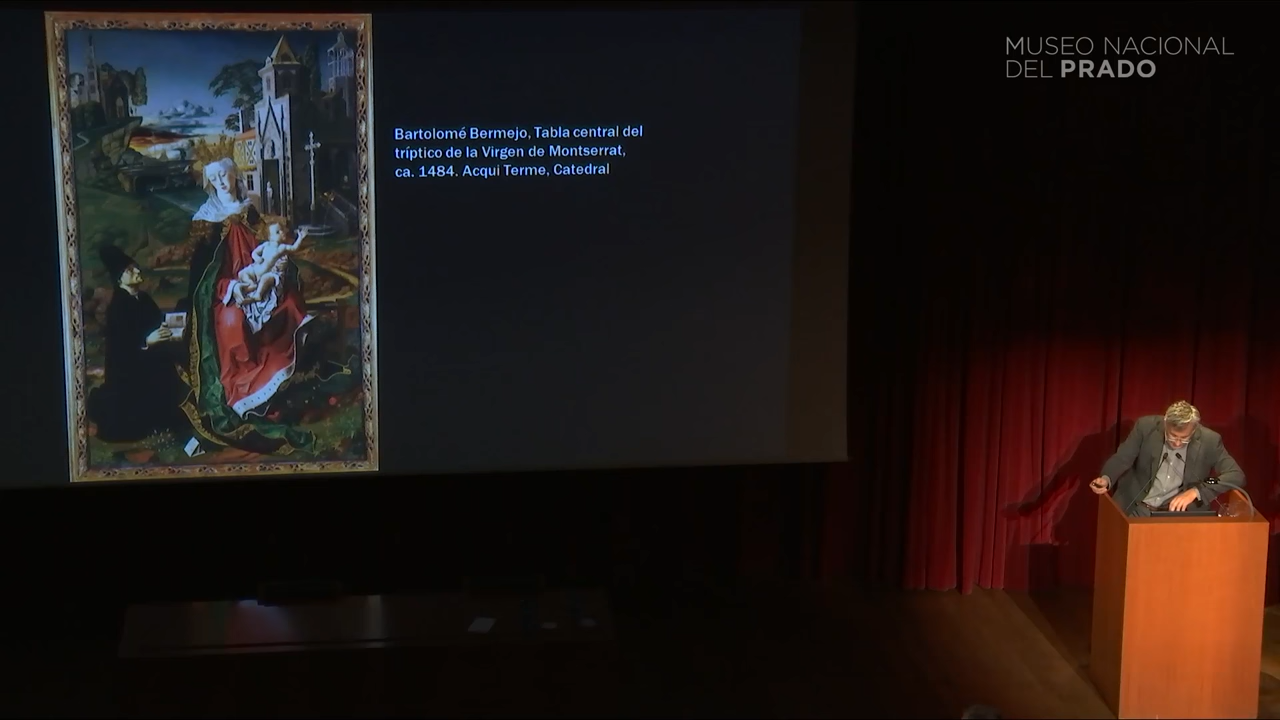 MUSEO NACIONAL
DEL PRADO
Bartolomé Bermejo, Tabla central del
tríptico de la Virgen de Montserrat,
ca. 1484. Acqui Terme, Catedral